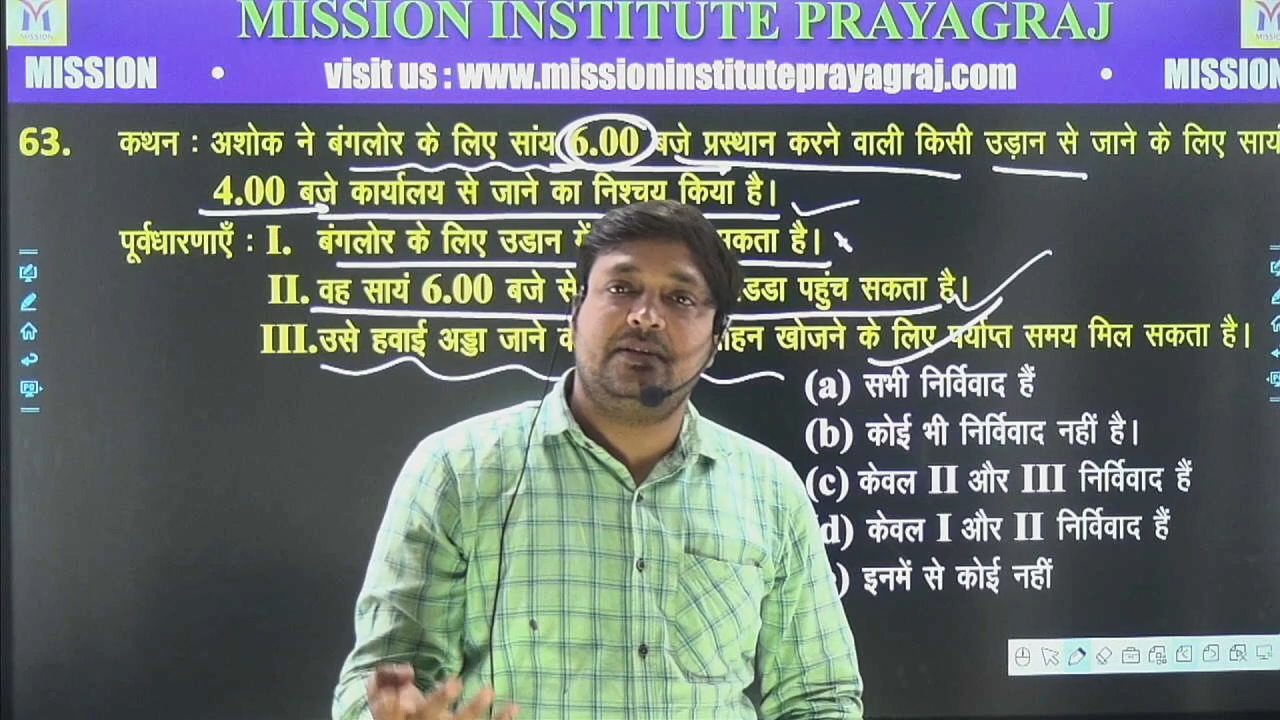 MISSION INSTITUTE PRAYAGRAJ
MISSION
MISSION • visit us : www.missioninstituteprayagraj.com • MISSION
63. कथन : अशोक ने बंगलोर के लिए सांय 6.00 बजे प्रस्थान करने वाली किसी उड़ान से जाने के लिए साय
4.00 बजे कार्यालय से जाने का निश्चय किया है।
पूर्वधारणाएँ : I. बंगलोर के लिए उडान में सकता है।
II. वह सायं 6.00 बजे से डडा पहुंच सकता है।
III. उसे हवाई अड्डा जाने के वाहन खोजने के लिए पर्याप्त समय मिल सकता है।
(a) सभी निर्विवाद हैं
(b) कोई भी निर्विवाद नहीं है।
(c) केवल II और III निर्विवाद हैं
d) केवल I और II निर्विवाद हैं
) इनमें से कोई नहीं